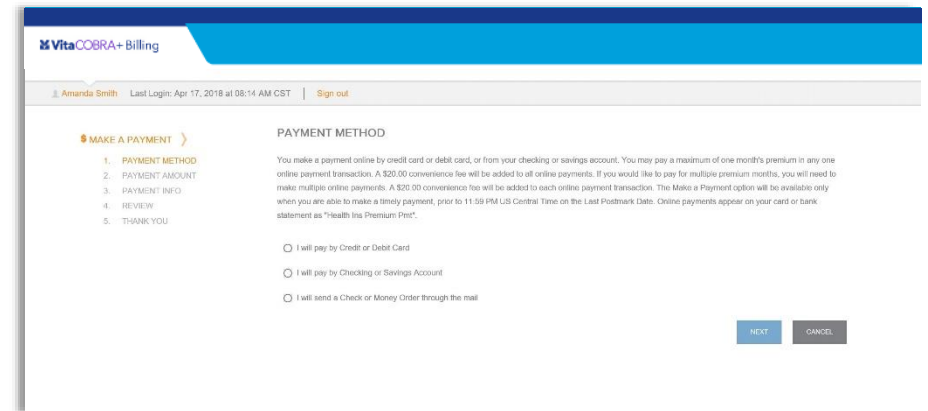 VitaCOBRA+ Billing
Amanda Smith Last Login: Apr 17, 2018 at 08:14 AM CST | Sign out
$ MAKE A PAYMENT
1. PAYMENT METHOD
2. PAYMENT AMOUNT
3. PAYMENT INFO
4. REVIEW
5. THANK YOU
PAYMENT METHOD
You make a payment online by credit card or debit card, or from your checking or savings account. You may pay a maximum of one month's premium in any one
online payment transaction. A $20.00 convenience fee will be added to all online payments. If you would like to pay for multiple premium months, you will need to
make multiple online payments. A $20.00 convenience fee will be added to each online payment transaction. The Make a Payment option will be available only
when you are able to make a timely payment, prior to 11:59 PM US Central Time on the Last Postmark Date. Online payments appear on your card or bank
statement as "Health Ins Premium Pmt".
I will pay by Credit or Debit Card
I will pay by Checking or Savings Account
I will send a Check or Money Order through the mail
NEXT CANCEL